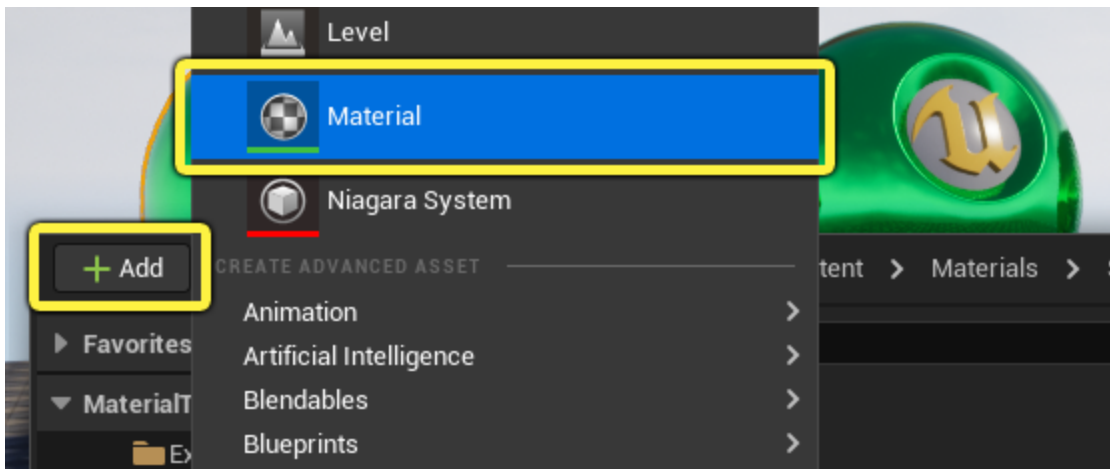 Level
Material
Niagara System
+ Add
CREATE ADVANCED ASSET
tent > Materials >
Favorites
Animation
Artificial Intelligence
MaterialT
Blendables
Ex
Blueprints